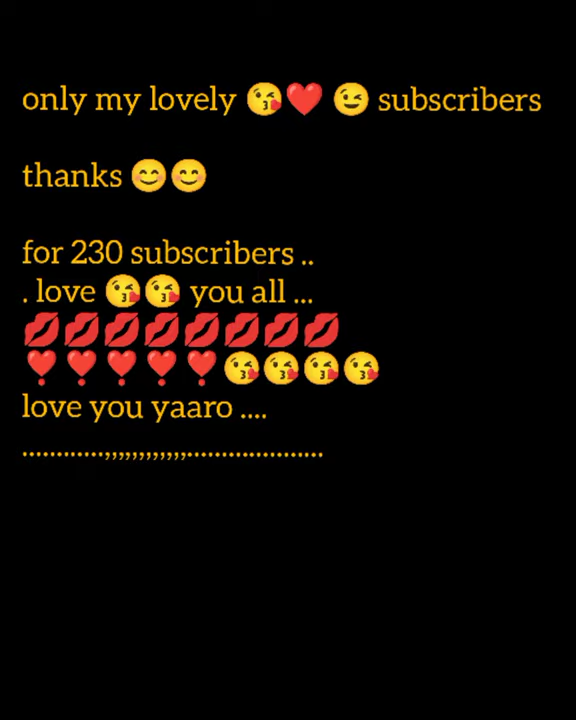 only my lovely 😘❤️ 😉 subscribers
thanks 😊😊
for 230 subscribers ..
. love 😘😘 you all ...
💋💋💋💋💋💋💋💋
❣️❣️❣️❣️❣️😘😘😘😘
love you yaaro ....
............,,,,,,,,,,,,....................